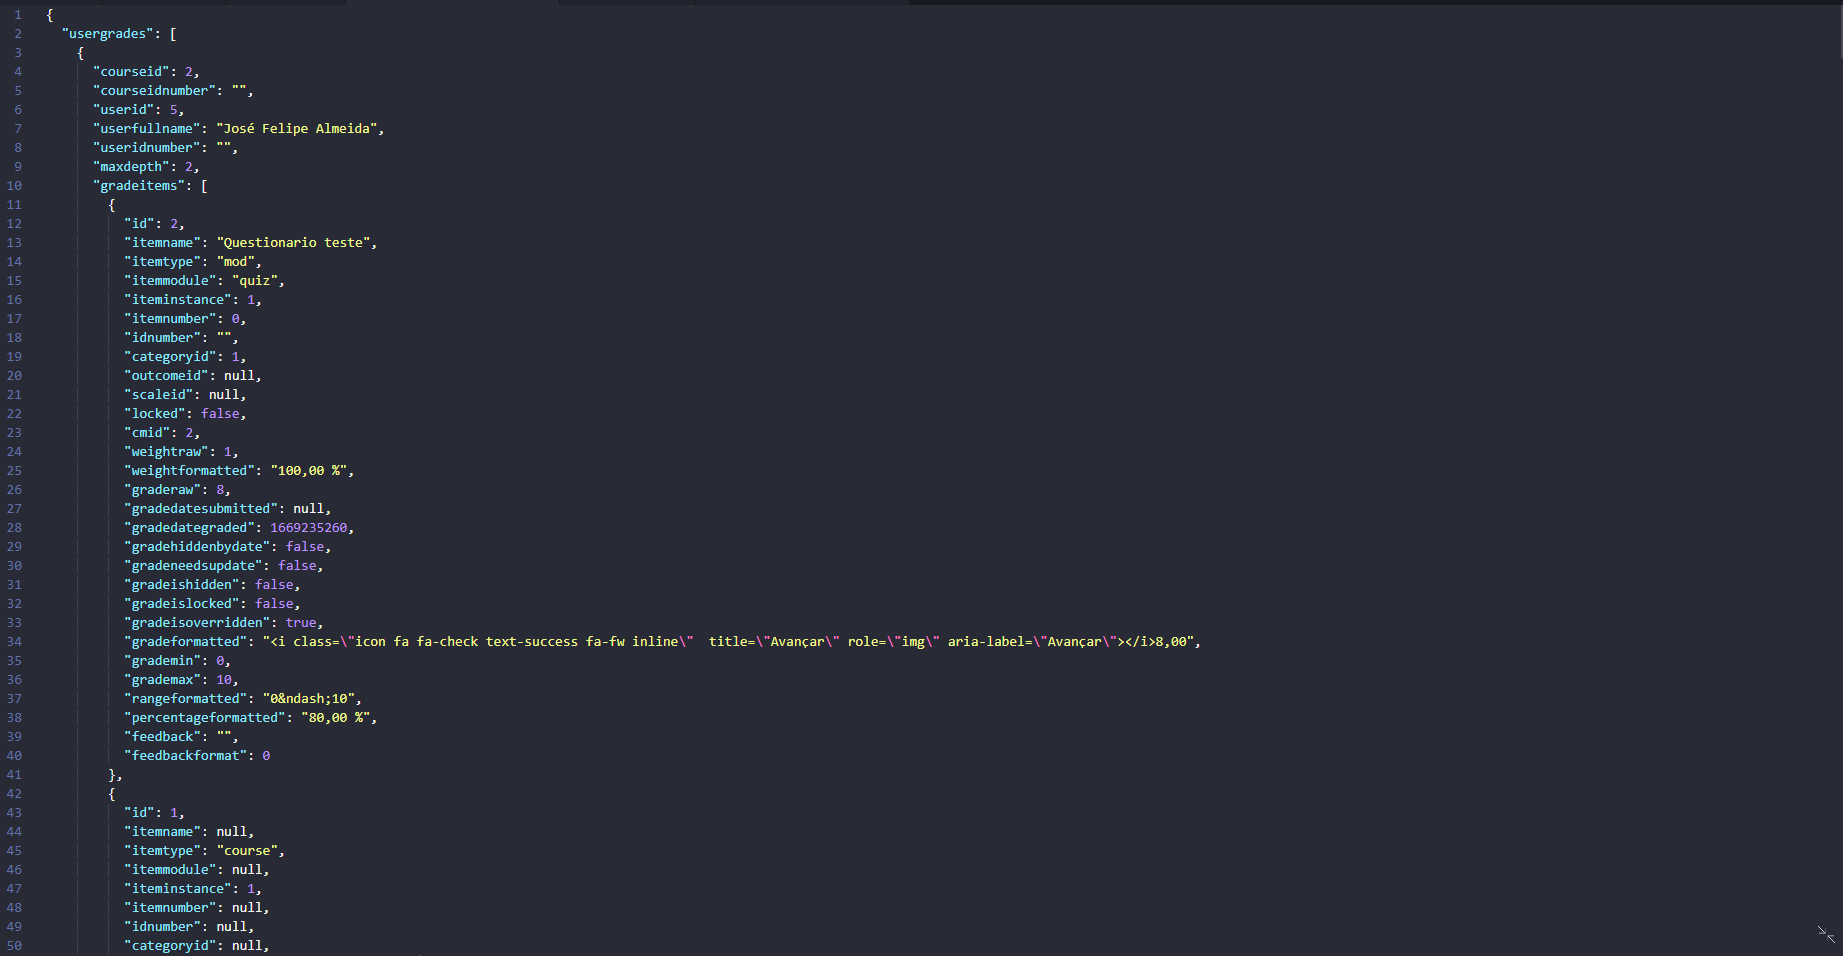 1 {
2 "usergrades": [
3 {
4 "courseid": 2,
5 "courseidnumber": "",
6 "userid": 5,
7 "userfullname": "José Felipe Almeida",
8 "useridnumber": "",
9 "maxdepth": 2,
10 "gradeitems": [
11 {
12 "id": 2,
13 "itemname": "Questionario teste",
14 "itemtype": "mod",
15 "itemmodule": "quiz",
16 "iteminstance": 1,
17 "itemnumber": 0,
18 "idnumber": "",
19 "categoryid": 1,
20 "outcomeid": null,
21 "scaleid": null,
22 "locked": false,
23 "cmid": 2,
24 "weightraw": 1,
25 "weightformatted": "100,00 %",
26 "graderaw": 8,
27 "gradedatesubmitted": null,
28 "gradedategraded": 1669235260,
29 "gradehiddenbydate": false,
30 "gradeneedsupdate": false,
31 "gradeishidden": false,
32 "gradeislocked": false,
33 "gradeisoverridden": true,
34 "gradeformatted": "<i class=\"icon fa fa-check text-success fa-fw inline\"  title=\"Avançar\" role=\"img\" aria-label=\"Avançar\"></i>8,00",
35 "grademin": 0,
36 "grademax": 10,
37 "rangeformatted": "0&ndash;10",
38 "percentageformatted": "80,00 %",
39 "feedback": "",
40 "feedbackformat": 0
41 },
42 {
43 "id": 1,
44 "itemname": null,
45 "itemtype": "course",
46 "itemmodule": null,
47 "iteminstance": 1,
48 "itemnumber": null,
49 "idnumber": null,
50 "categoryid": null,